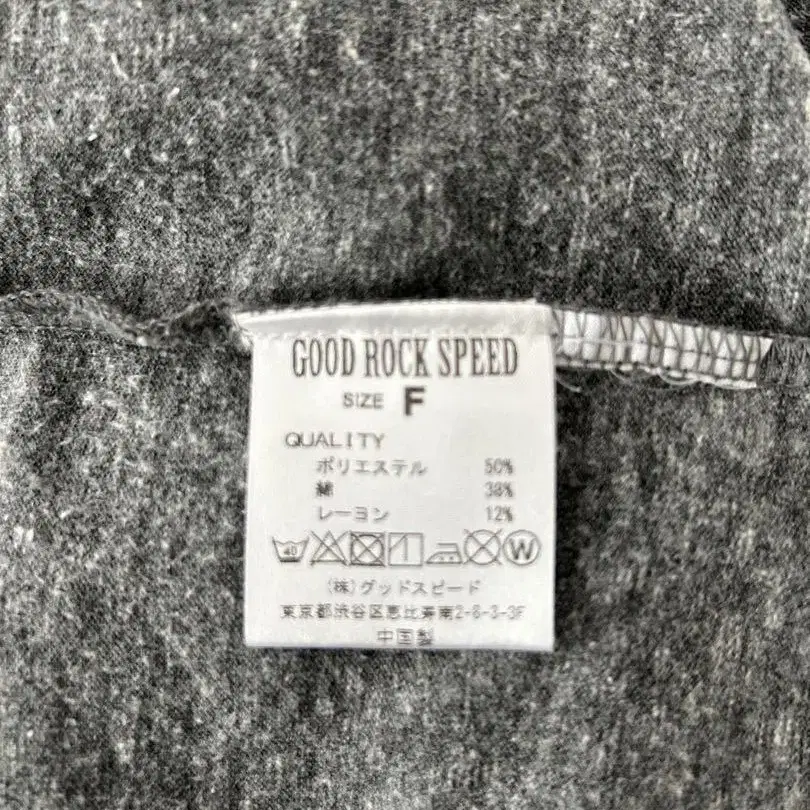 GOOD ROCK SPEED
SIZE F
QUALITY
ポリエステル 50%
綿 38%
レーヨン 12%
40 W
(株)グッドスピード
東京都渋谷区恵比寿南2-6-3-3F
中国製